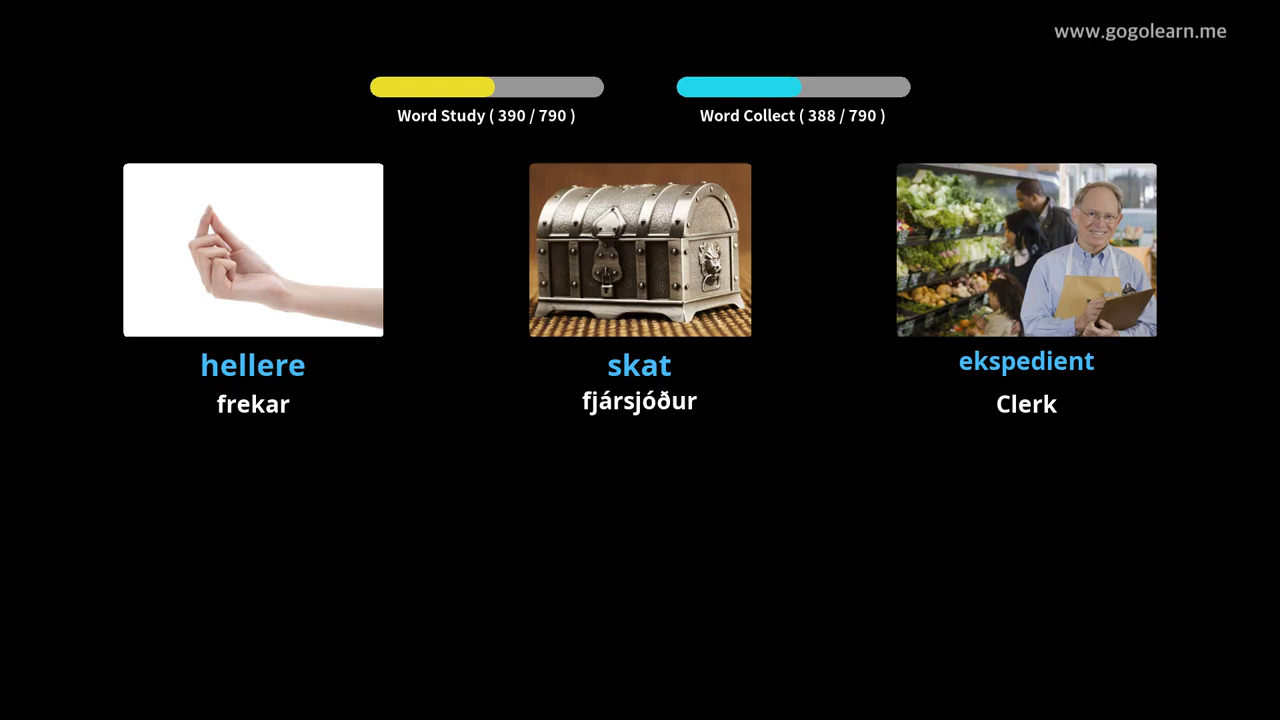 www.gogolearn.me
Word Study ( 390 / 790 )
Word Collect ( 388 / 790 )
hellere
frekar
skat
fjársjóður
ekspedient
Clerk